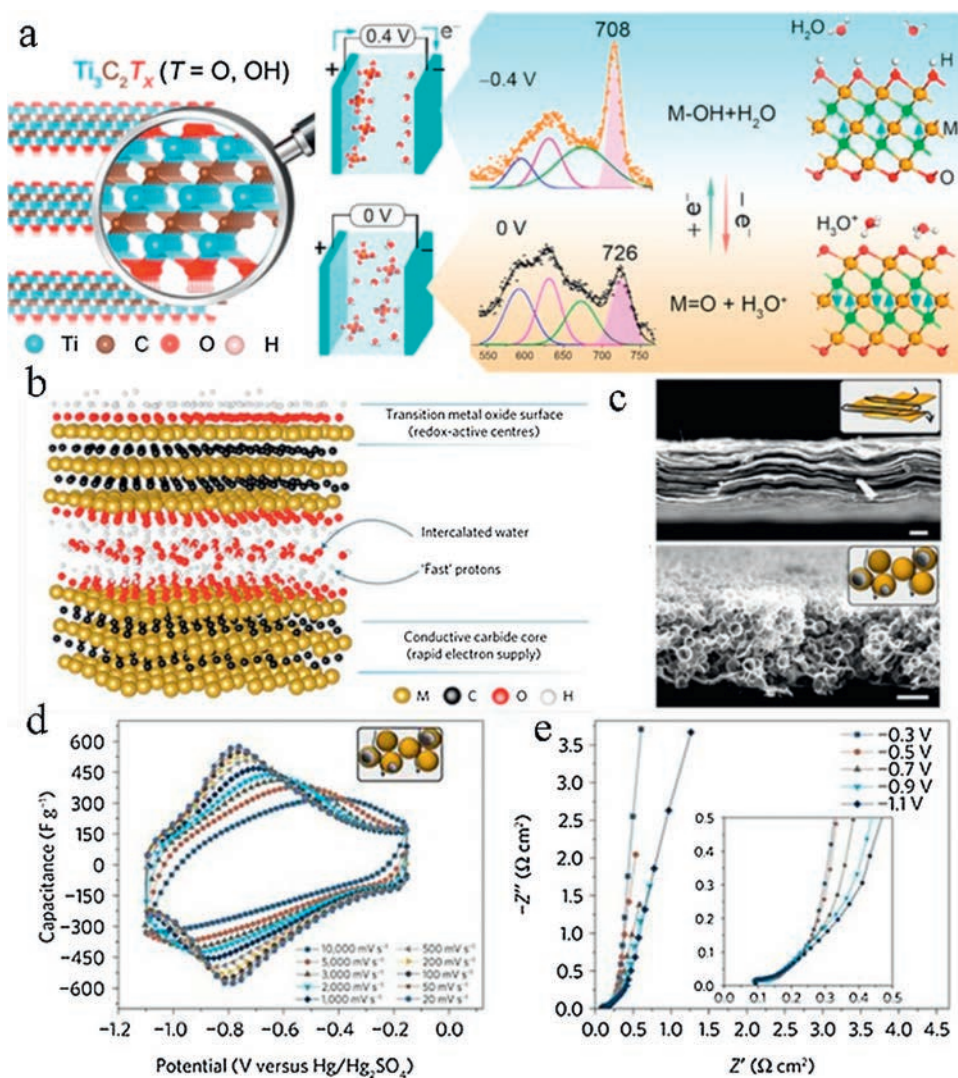 a
Ti₃C₂Tₓ (T = O, OH)
Ti C O H
0.4 V
e⁻
+ −
0 V
+ −
−0.4 V
708
0 V
726
550 600 650 700 750
M-OH+H₂O
+ e⁻
−e⁻
M=O + H₃O⁺
H₂O
H
M
O
H₃O⁺
b
Transition metal oxide surface
(redox-active centres)
Intercalated water
'Fast' protons
Conductive carbide core
(rapid electron supply)
M C O H
c
d
Capacitance (F g⁻¹)
600
450
300
150
0
−150
−300
−450
−600
10,000 mV s⁻¹ 500 mV s⁻¹
5,000 mV s⁻¹ 200 mV s⁻¹
3,000 mV s⁻¹ 100 mV s⁻¹
2,000 mV s⁻¹ 50 mV s⁻¹
1,000 mV s⁻¹ 20 mV s⁻¹
−1.2 −1.0 −0.8 −0.6 −0.4 −0.2 0.0
Potential (V versus Hg/Hg₂SO₄)
e
−Z″ (Ω cm²)
3.5
3.0
2.5
2.0
1.5
1.0
0.5
0
−0.3 V
−0.5 V
−0.7 V
−0.9 V
−1.1 V
0.5
0.4
0.3
0.2
0.1
0
0 0.1 0.2 0.3 0.4 0.5
0.0 0.5 1.0 1.5 2.0 2.5 3.0 3.5 4.0 4.5
Z′ (Ω cm²)